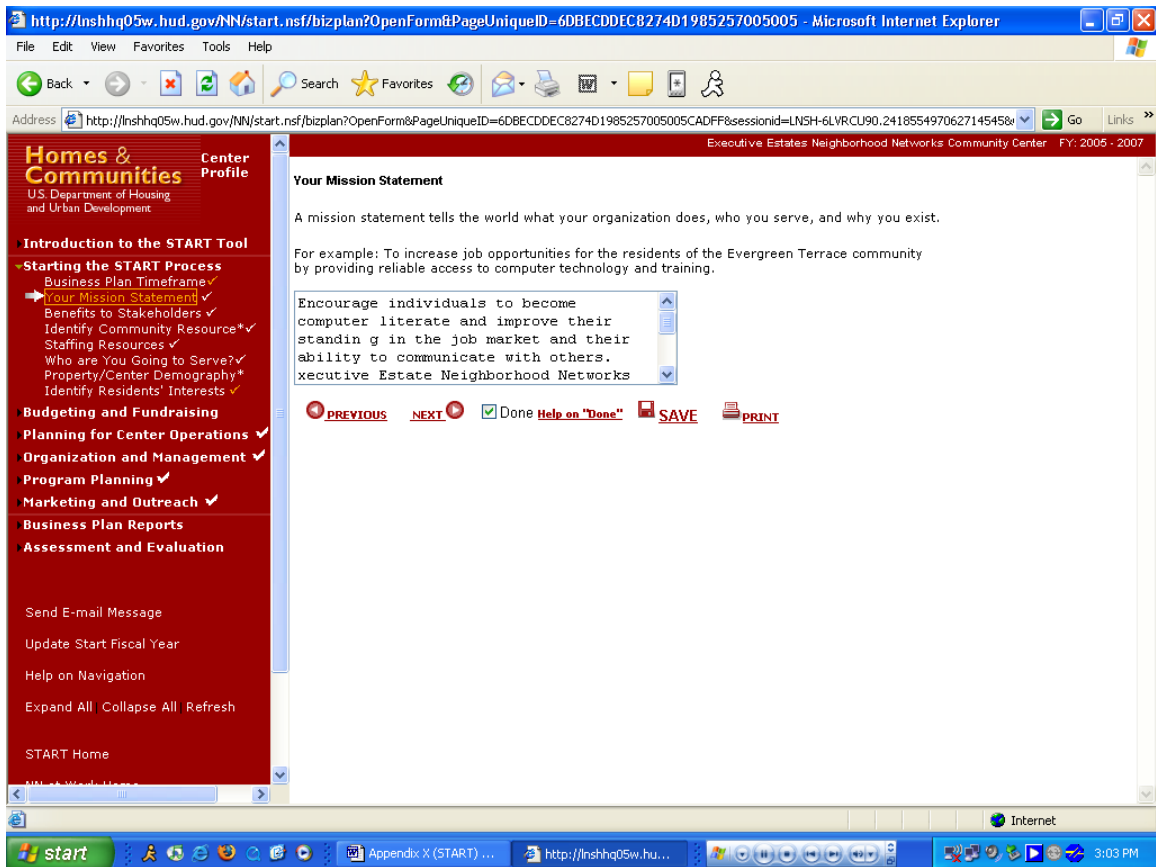 http://lnshhq05w.hud.gov/NN/start.nsf/bizplan?OpenForm&PageUniqueID=6DBECDDEC8274D1985257005005 - Microsoft Internet Explorer
File Edit View Favorites Tools Help
Back Search Favorites
Address http://lnshhq05w.hud.gov/NN/start.nsf/bizplan?OpenForm&PageUniqueID=6DBECDDEC8274D1985257005005CADFF&sessionid=LNSH-6LVRCU90.2418554970627145458& Go Links »
Homes & Communities
U.S. Department of Housing
and Urban Development
Center
Profile
Introduction to the START Tool
Starting the START Process
Business Plan Timeframe✓
Your Mission Statement ✓
Benefits to Stakeholders ✓
Identify Community Resource*✓
Staffing Resources ✓
Who are You Going to Serve?✓
Property/Center Demography*
Identify Residents' Interests ✓
Budgeting and Fundraising
Planning for Center Operations ✓
Organization and Management ✓
Program Planning ✓
Marketing and Outreach ✓
Business Plan Reports
Assessment and Evaluation
Send E-mail Message
Update Start Fiscal Year
Help on Navigation
Expand All | Collapse All | Refresh
START Home
NN at Work Home
Executive Estates Neighborhood Networks Community Center FY: 2005 - 2007
Your Mission Statement
A mission statement tells the world what your organization does, who you serve, and why you exist.
For example: To increase job opportunities for the residents of the Evergreen Terrace community
by providing reliable access to computer technology and training.
Encourage individuals to become
computer literate and improve their
standin g in the job market and their
ability to communicate with others.
xecutive Estate Neighborhood Networks
PREVIOUS NEXT Done Help on "Done" SAVE PRINT
Internet
start Appendix X (START) ... http://lnshhq05w.hu... 3:03 PM